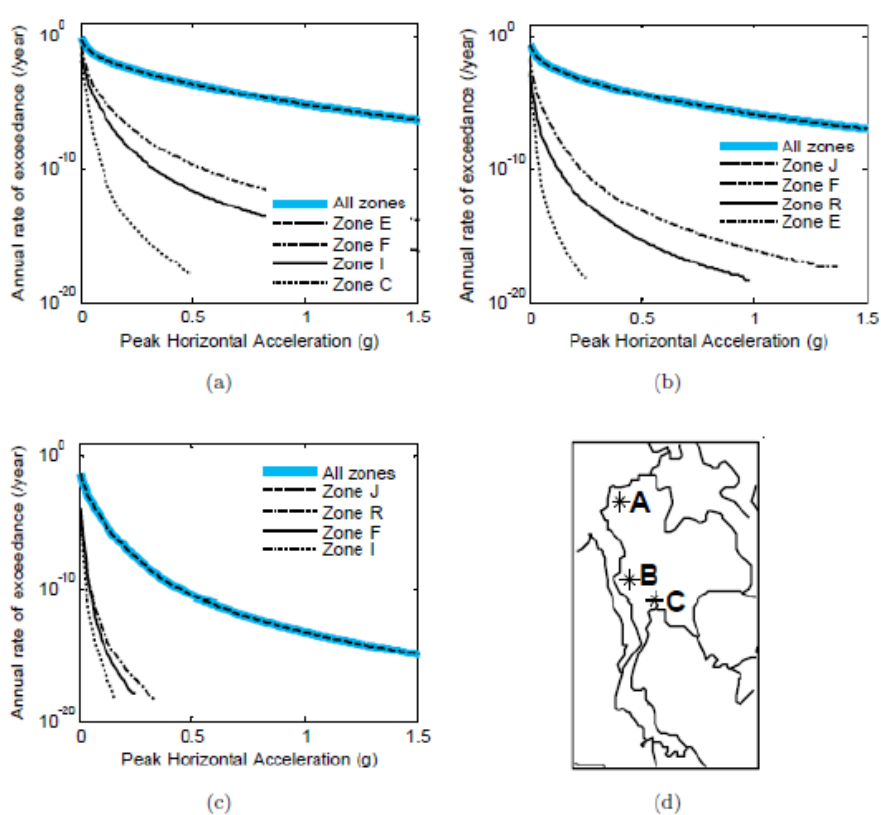 (a)
Annual rate of exceedance (/year)
10^0
10^-10
10^-20
0
0.5
1
1.5
Peak Horizontal Acceleration (g)
All zones
Zone E
Zone F
Zone I
Zone C
(b)
Annual rate of exceedance (/year)
10^0
10^-10
10^-20
0
0.5
1
1.5
Peak Horizontal Acceleration (g)
All zones
Zone J
Zone F
Zone R
Zone E
(c)
Annual rate of exceedance (/year)
10^0
10^-10
10^-20
0
0.5
1
1.5
Peak Horizontal Acceleration (g)
All zones
Zone J
Zone R
Zone F
Zone I
A
B
C
(d)